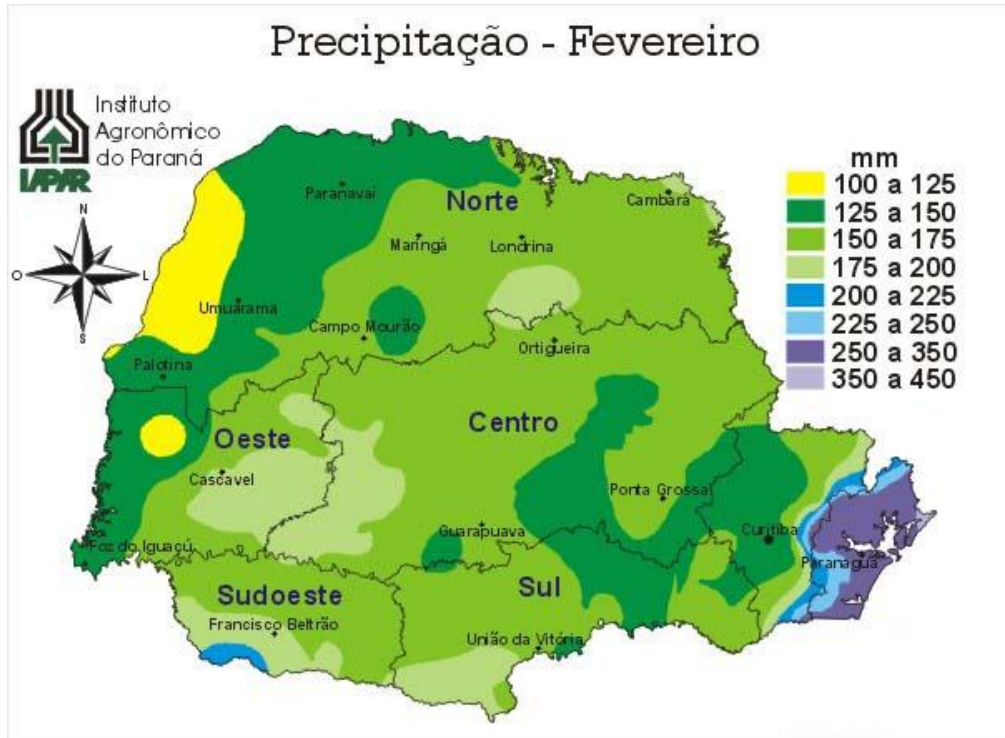 Precipitação - Fevereiro
Instituto
Agronômico
do Paraná
IAPAR
N
O
L
S
mm
100 a 125
125 a 150
150 a 175
175 a 200
200 a 225
225 a 250
250 a 350
350 a 450
Paranavaí
Norte
Cambará
Maringá
Londrina
Umuarama
Campo Mourão
Ortigueira
Palotina
Centro
Oeste
Cascavel
Ponta Grossa
Guarapuava
Curitiba
Foz do Iguaçú
Paranaguá
Sudoeste
Sul
Francisco Beltrão
União da Vitória